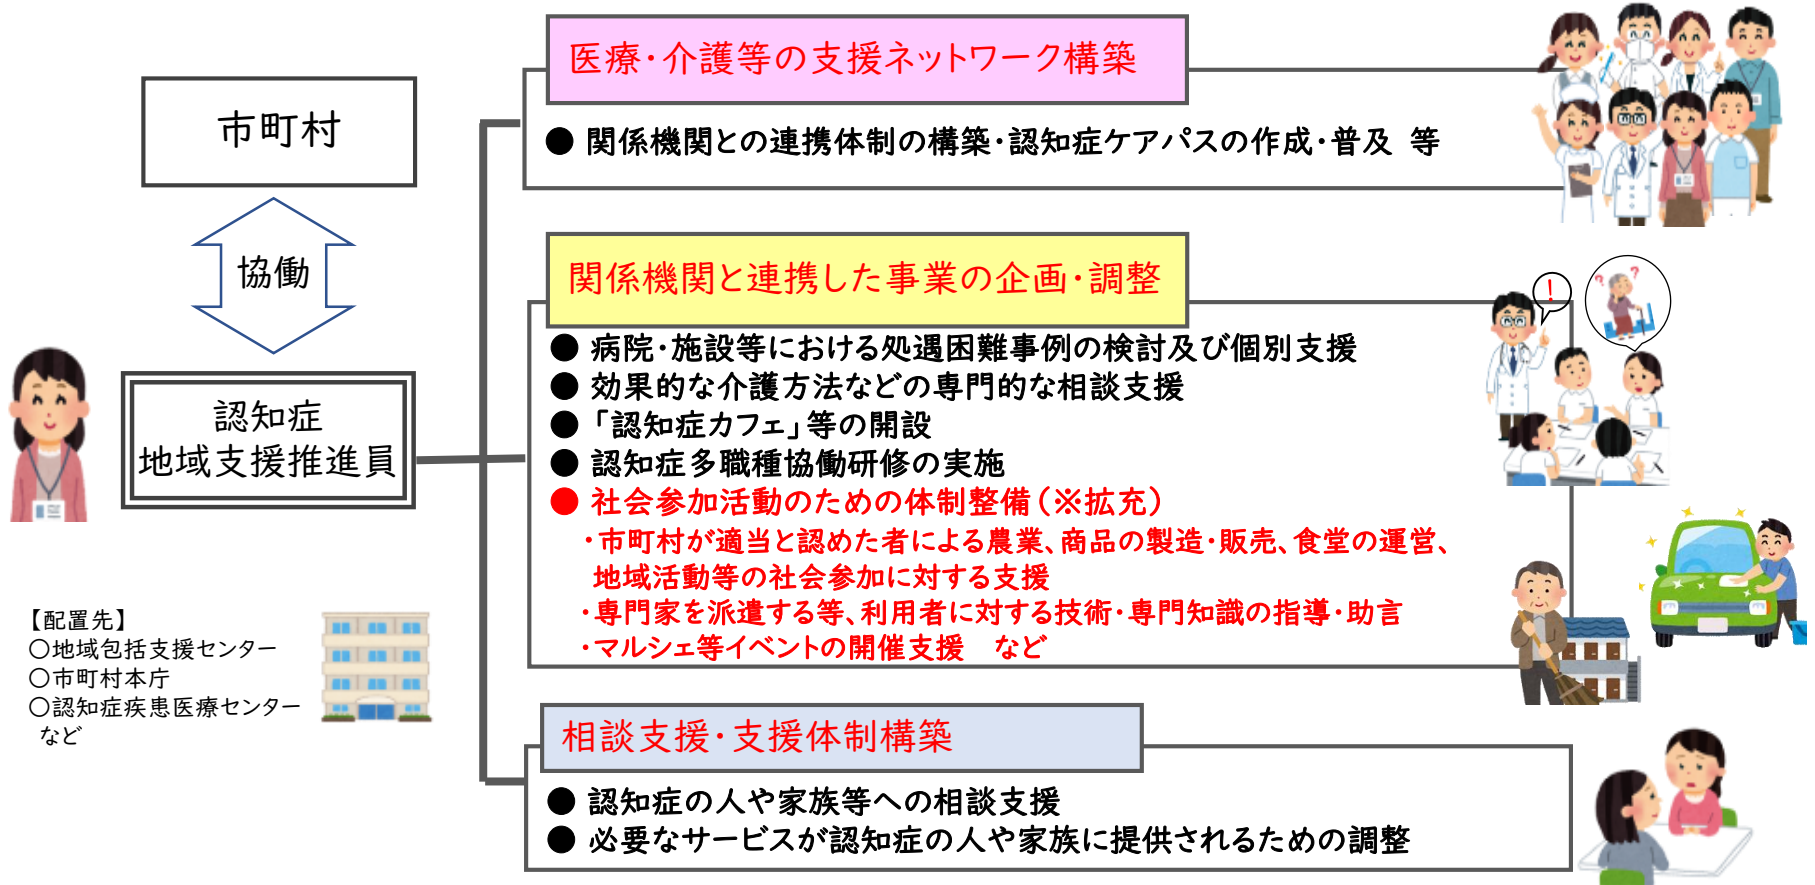 市町村
協働
認知症
地域支援推進員
【配置先】
〇地域包括支援センター
〇市町村本庁
〇認知症疾患医療センター
など
医療・介護等の支援ネットワーク構築
● 関係機関との連携体制の構築・認知症ケアパスの作成・普及 等
関係機関と連携した事業の企画・調整
● 病院・施設等における処遇困難事例の検討及び個別支援
● 効果的な介護方法などの専門的な相談支援
● 「認知症カフェ」等の開設
● 認知症多職種協働研修の実施
● 社会参加活動のための体制整備（※拡充）
・市町村が適当と認めた者による農業、商品の製造・販売、食堂の運営、
地域活動等の社会参加に対する支援
・専門家を派遣する等、利用者に対する技術・専門知識の指導・助言
・マルシェ等イベントの開催支援　など
!
? ?
相談支援・支援体制構築
● 認知症の人や家族等への相談支援
● 必要なサービスが認知症の人や家族に提供されるための調整